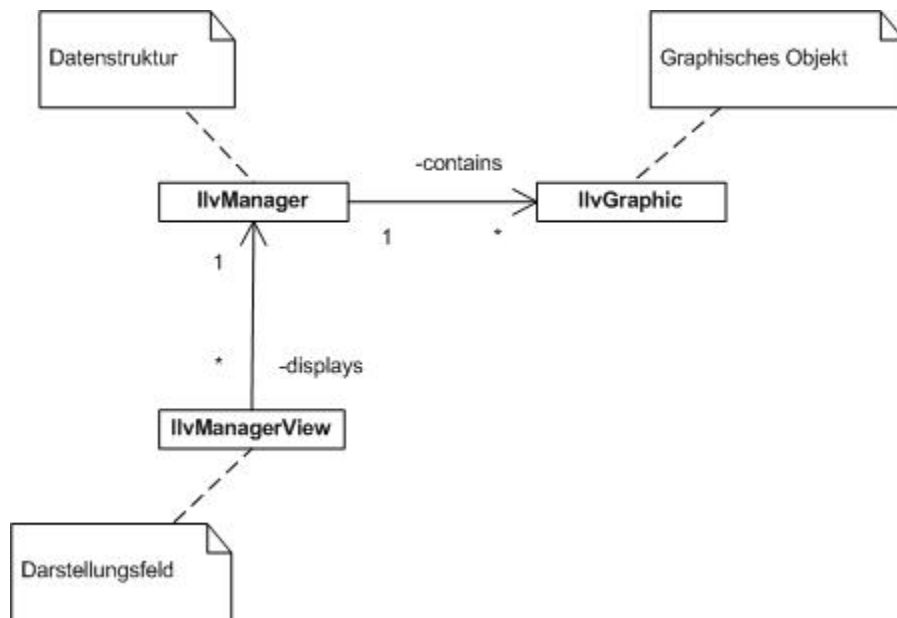 Datenstruktur
Graphisches Objekt
-contains
IlvManager
IlvGraphic
1
*
1
*
-displays
IlvManagerView
Darstellungsfeld